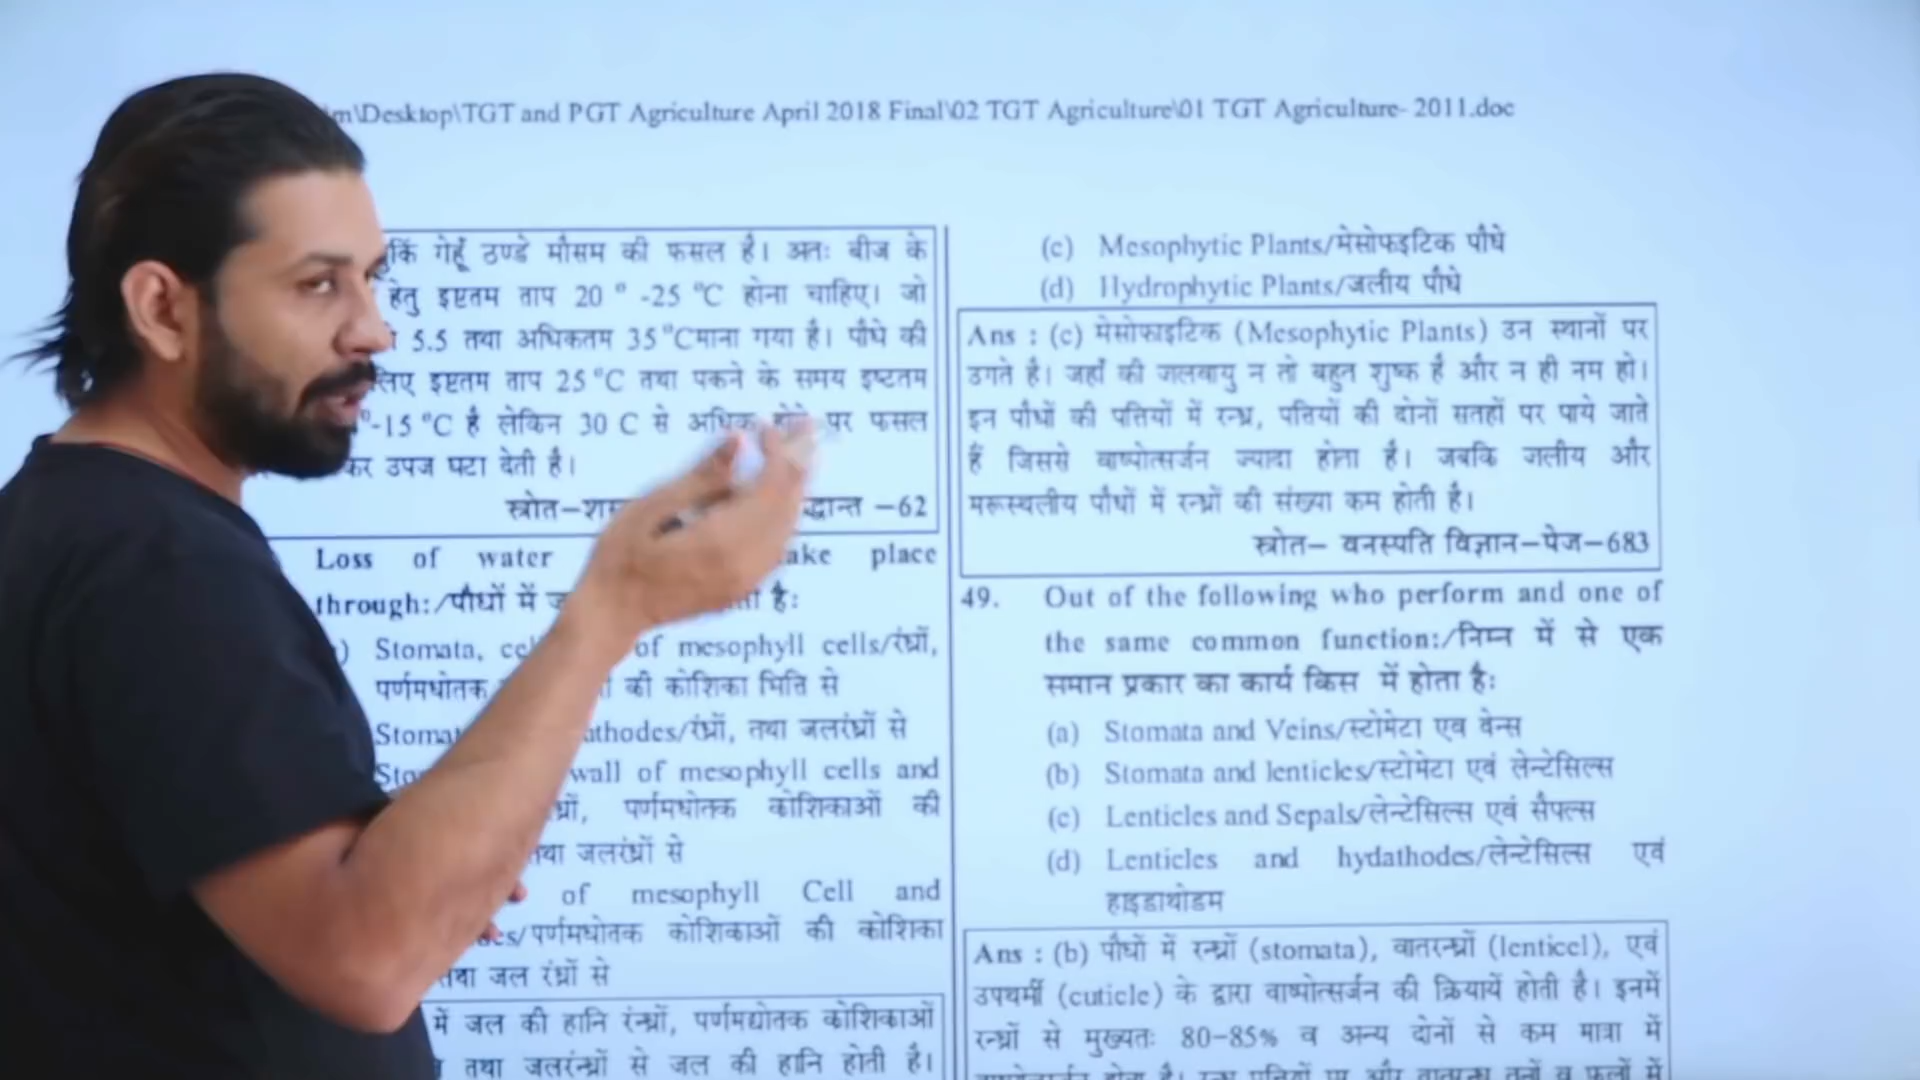 m\Desktop\TGT and PGT Agriculture April 2018 Final\02 TGT Agriculture\01 TGT Agriculture- 2011.doc
गेहूँ ठण्डे मौसम की फसल है। अतः बीज के
हेतु इष्टतम ताप 20 ° -25 °C होना चाहिए। जो
5.5 तथा अधिकतम 35°Cमाना गया है। पौधे की
लिए इष्टतम ताप 25°C तथा पकने के समय इष्टतम
°-15 °C है लेकिन 30 C से अधिक होने पर फसल
कर उपज घटा देती है।
स्त्रोत–शस्
–62
Loss of water
place
through:/पौधों में
है:
Stomata,
of mesophyll cells/रंध्रों,
पर्णमधोतक
की कोशिका भित्ति से
athodes/रंध्रों, तथा जलरंध्रों से
wall of mesophyll cells and
पर्णमधोतक कोशिकाओं की
तथा जलरंध्रों से
of mesophyll Cell and
पर्णमधोतक कोशिकाओं की कोशिका
तथा जल रंध्रों से
में जल की हानि रंन्ध्रों, पर्णमद्योतक कोशिकाओं
तथा जलरंन्ध्रों से जल की हानि होती है।
(c) Mesophytic Plants/मेसोफइटिक पौधे
(d) Hydrophytic Plants/जलीय पौधे
Ans : (c) मेसोफाइटिक (Mesophytic Plants) उन स्थानों पर
उगते है। जहाँ की जलवायु न तो बहुत शुष्क है और न ही नम हो।
इन पौधों की पत्तियों में रन्ध्र, पत्तियों की दोनों सतहों पर पाये जाते
हैं जिससे वाष्पोत्सर्जन ज्यादा होता है। जबकि जलीय और
मरूस्थलीय पौधों में रन्ध्रों की संख्या कम होती है।
स्त्रोत– वनस्पति विज्ञान–पेज–683
49. Out of the following who perform and one of
the same common function:/निम्न में से एक
समान प्रकार का कार्य किस में होता है:
(a) Stomata and Veins/स्टोमेटा एव वेन्स
(b) Stomata and lenticles/स्टोमेटा एवं लेन्टेसिल्स
(c) Lenticles and Sepals/लेन्टेसिल्स एवं सैपल्स
(d) Lenticles and hydathodes/लेन्टेसिल्स एवं
हाइडाथोडम
Ans : (b) पौधों में रन्ध्रों (stomata), वातरन्ध्रों (lenticel), एवं
उपचर्मी (cuticle) के द्वारा वाष्पोत्सर्जन की क्रियायें होती है। इनमें
रन्ध्रों से मुख्यतः 80–85% व अन्य दोनों से कम मात्रा में